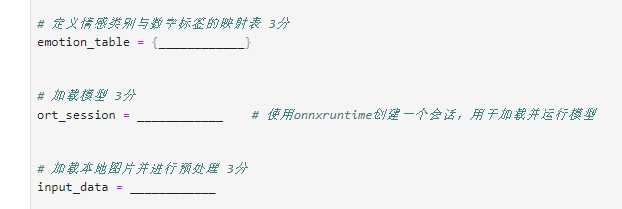 # 定义情感类别与数字标签的映射表 3分
emotion_table = {____________}
# 加载模型 3分
ort_session = ____________    # 使用onnxruntime创建一个会话，用于加载并运行模型
# 加载本地图片并进行预处理 3分
input_data = ____________